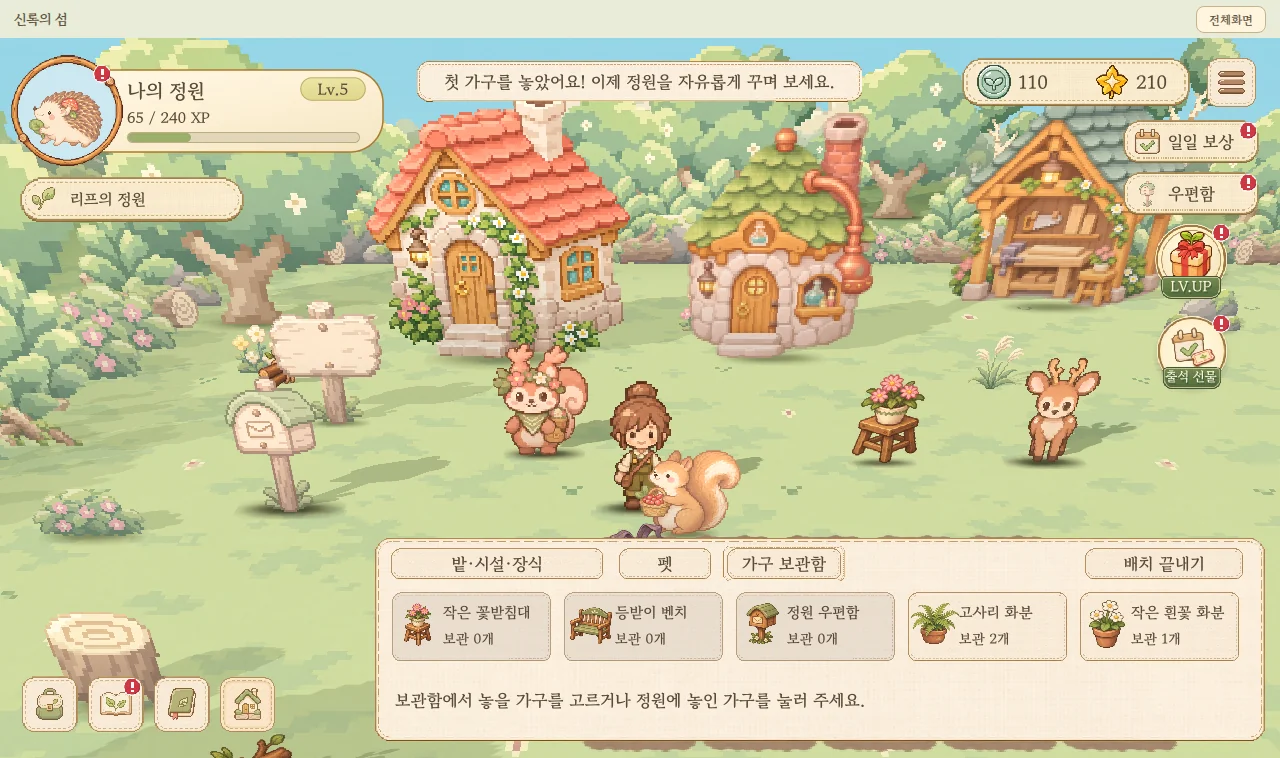 신록의 섬
전체화면
나의 정원
Lv.5
65 / 240 XP
리프의 정원
첫 가구를 놓았어요! 이제 정원을 자유롭게 꾸며 보세요.
110
210
일일 보상
우편함
LV.UP
출석 선물
밭·시설·장식
펫
가구 보관함
배치 끝내기
작은 꽃받침대
보관 0개
등받이 벤치
보관 0개
정원 우편함
보관 0개
고사리 화분
보관 2개
작은 흰꽃 화분
보관 1개
보관함에서 놓을 가구를 고르거나 정원에 놓인 가구를 눌러 주세요.